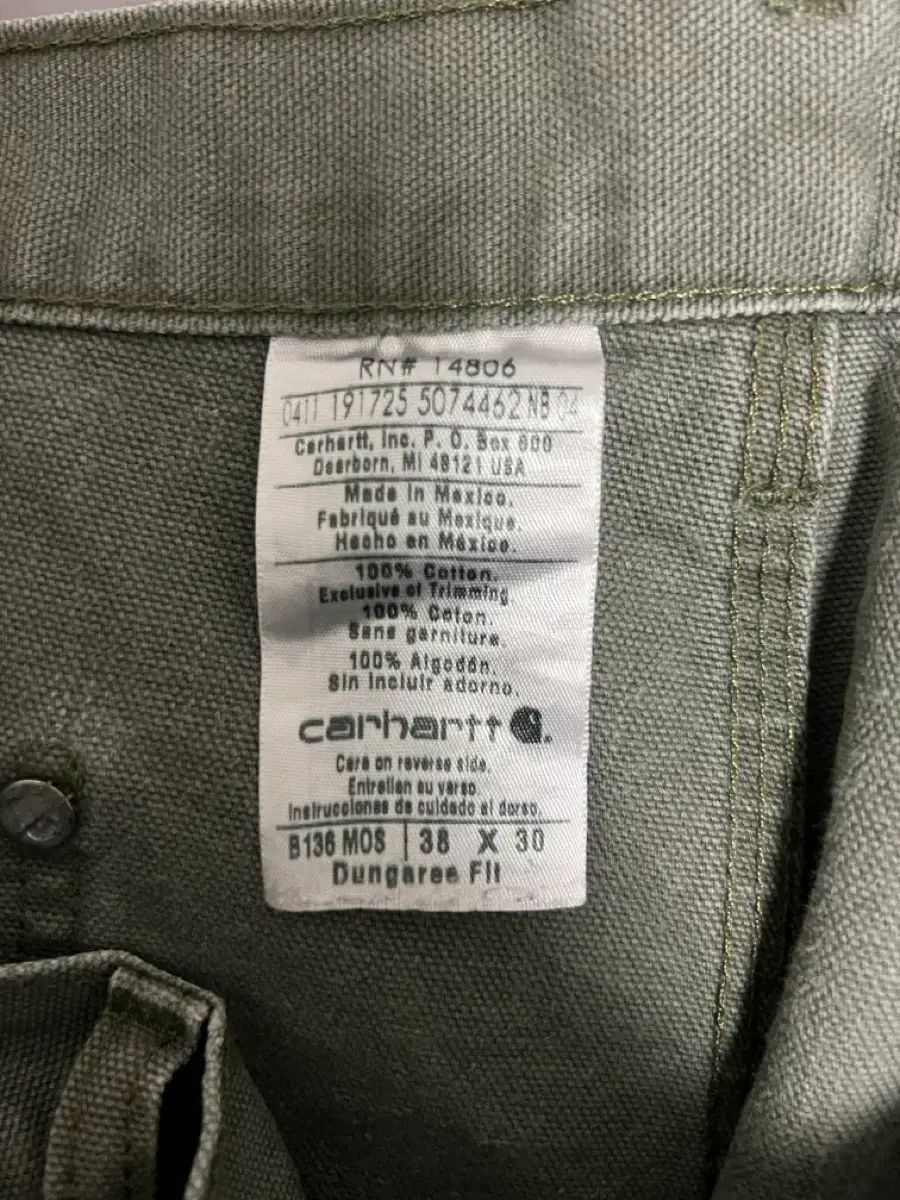 RN# 14806
0411 191725 5074462 NB 04
Carhartt, Inc. P. O. Box 600
Dearborn, MI 48121 USA
Made in Mexico.
Fabriqué au Mexique.
Hecho en México.
100% Cotton.
Exclusive of Trimming
100% Coton.
Sans garniture.
100% Algodón.
Sin incluir adorno.
carhartt
Care on reverse side.
Entretien au verso.
Instrucciones de cuidado al dorso.
B136 MOS | 38 X 30
Dungaree Fit